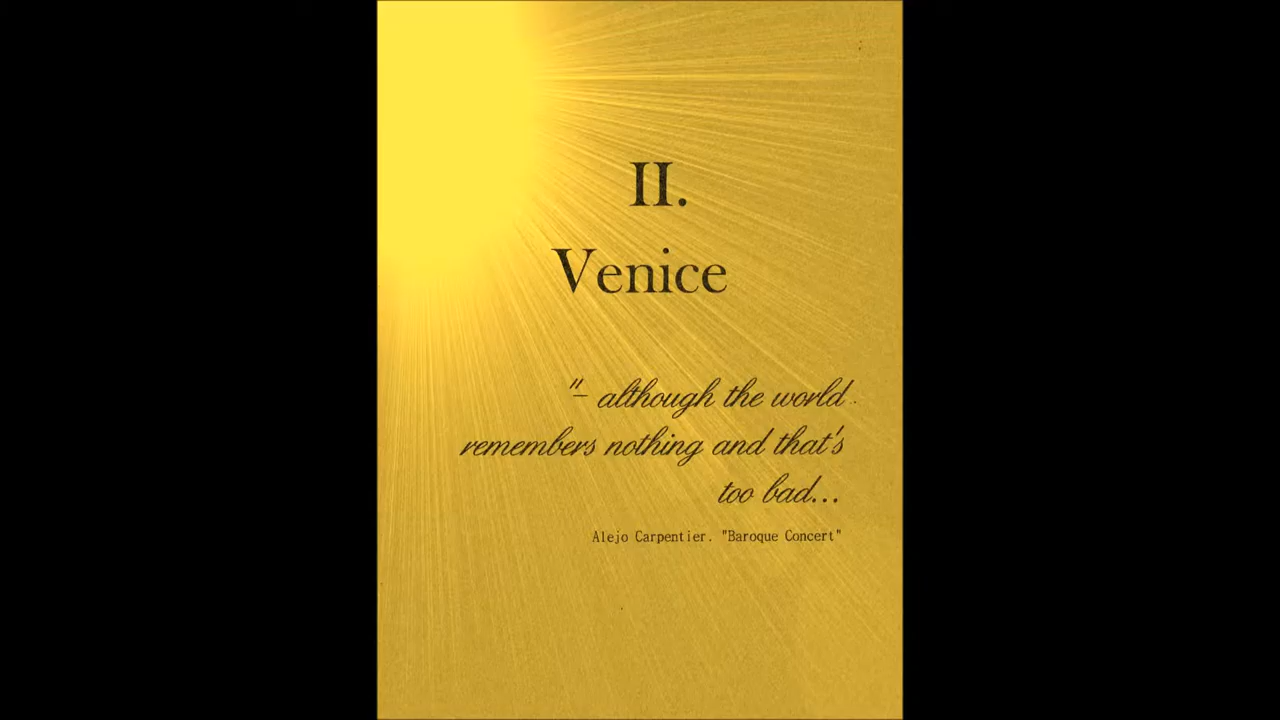 II.
Venice
"– although the world
remembers nothing and that's
too bad...
Alejo Carpentier. "Baroque Concert"